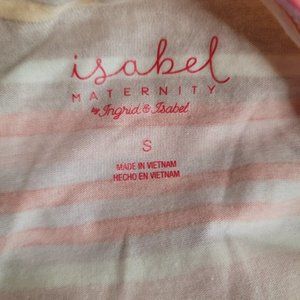 isabel
MATERNITY
by Ingrid & Isabel
S
MADE IN VIETNAM
HECHO EN VIETNAM